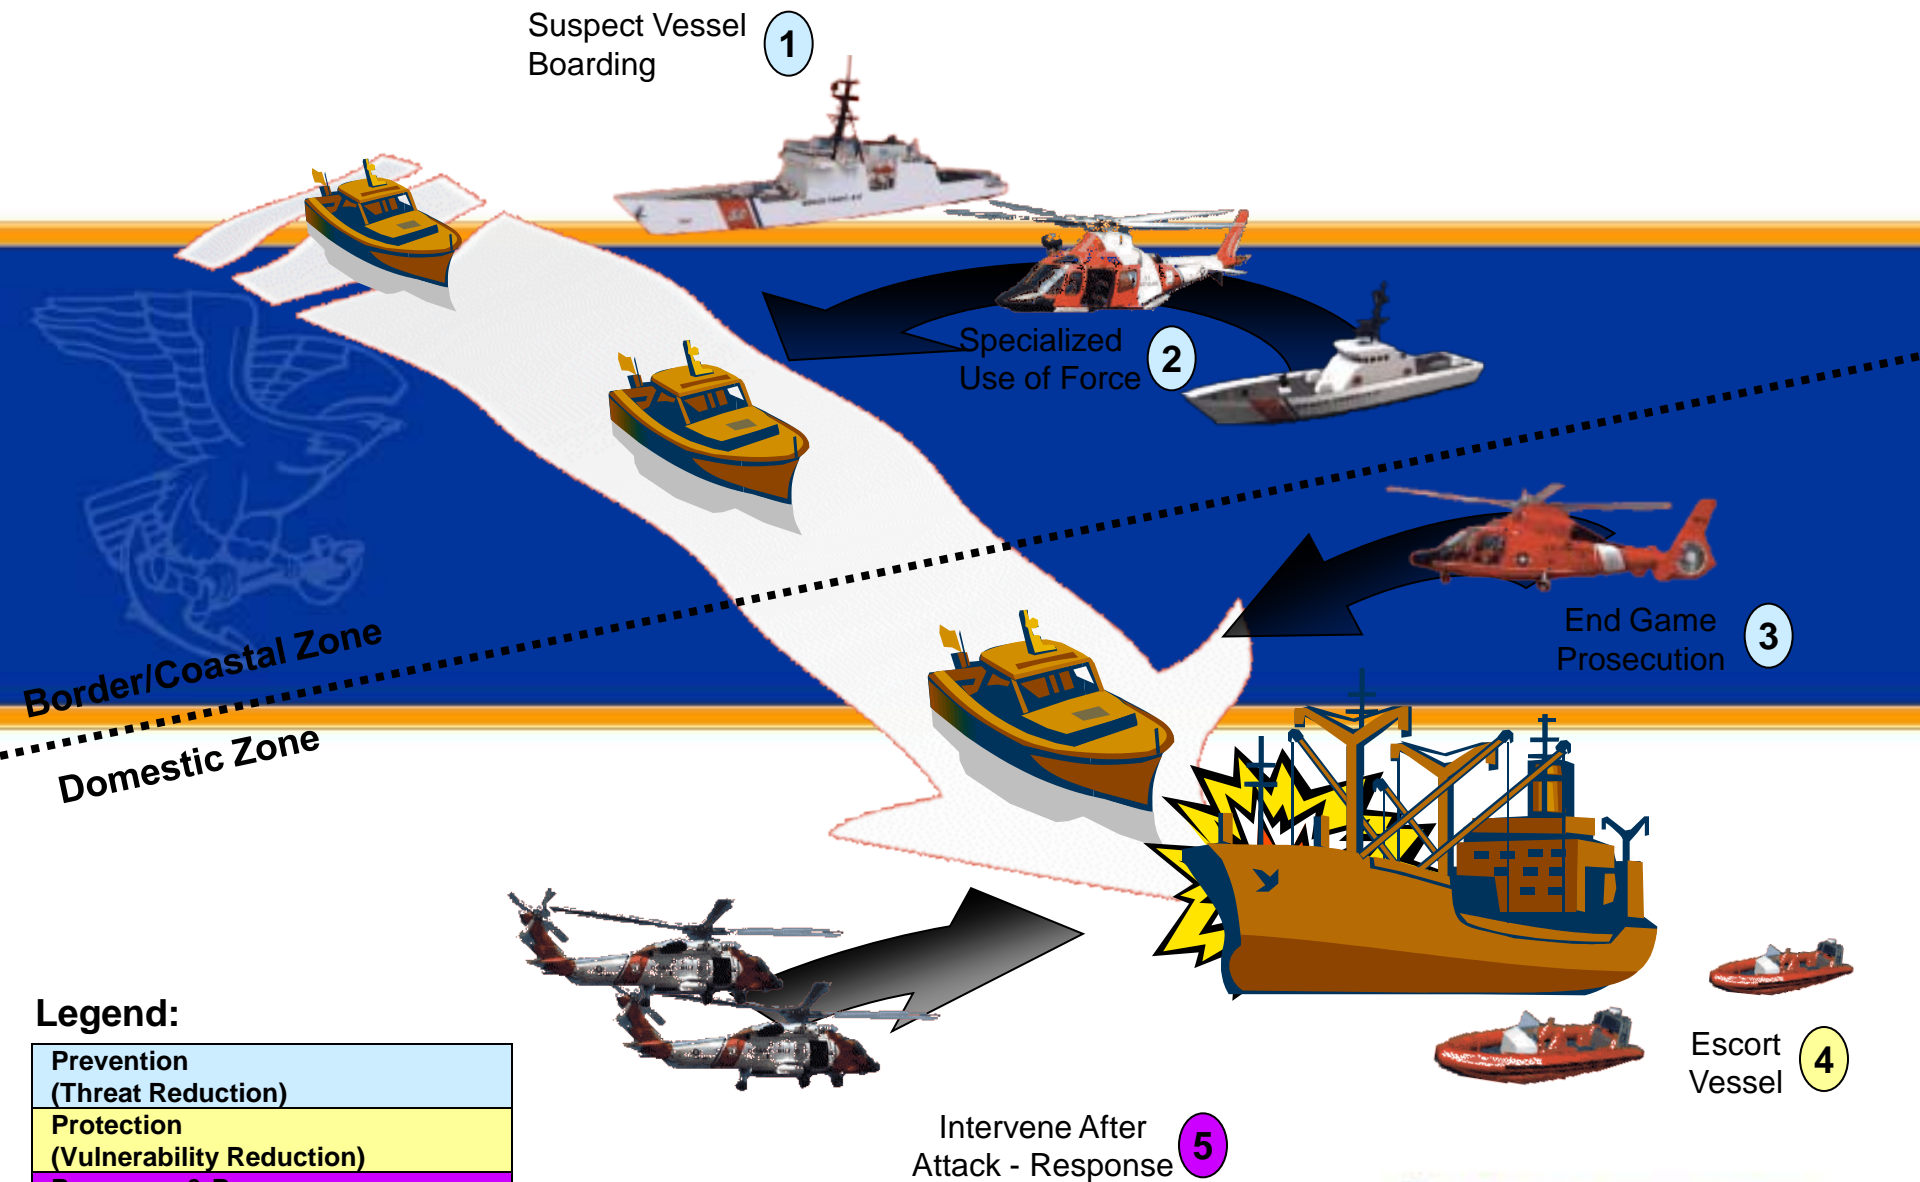 Suspect Vessel
Boarding
1
Specialized
Use of Force
2
End Game
Prosecution
3
Border/Coastal Zone
Domestic Zone
Escort
Vessel
4
Intervene After
Attack - Response
5
Legend:
Prevention
(Threat Reduction)
Protection
(Vulnerability Reduction)